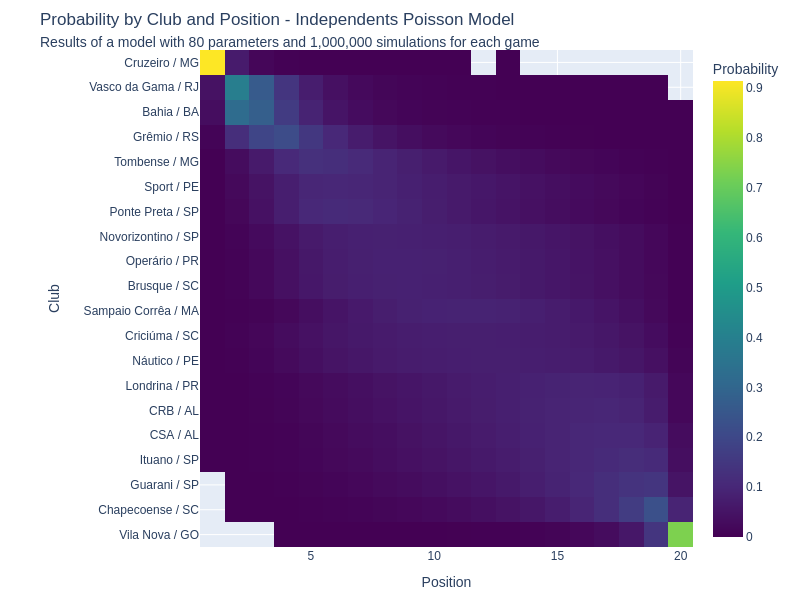 Probability by Club and Position - Independents Poisson Model
Results of a model with 80 parameters and 1,000,000 simulations for each game
Probability
Cruzeiro / MG
Vasco da Gama / RJ
Bahia / BA
Grêmio / RS
Tombense / MG
Sport / PE
Ponte Preta / SP
Novorizontino / SP
Operário / PR
Brusque / SC
Sampaio Corrêa / MA
Criciúma / SC
Náutico / PE
Londrina / PR
CRB / AL
CSA / AL
Ituano / SP
Guarani / SP
Chapecoense / SC
Vila Nova / GO
Club
5
10
15
20
Position
0.9
0.8
0.7
0.6
0.5
0.4
0.3
0.2
0.1
0